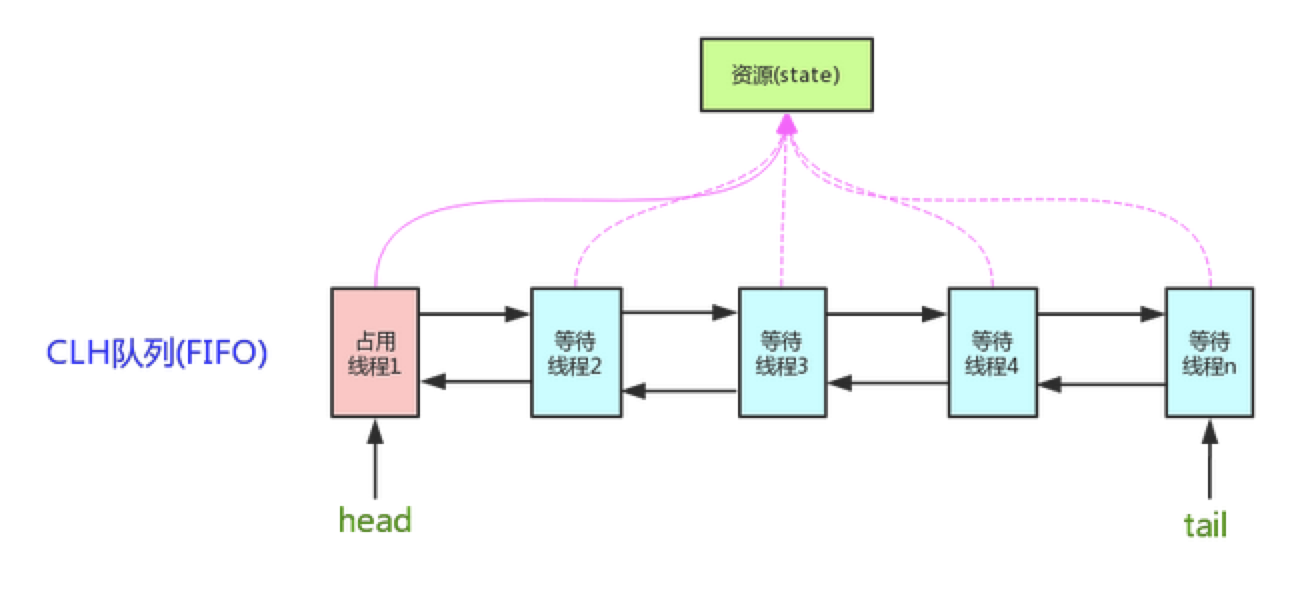 资源(state)
CLH队列(FIFO)
占用
线程1
等待
线程2
等待
线程3
等待
线程4
等待
线程n
head
tail